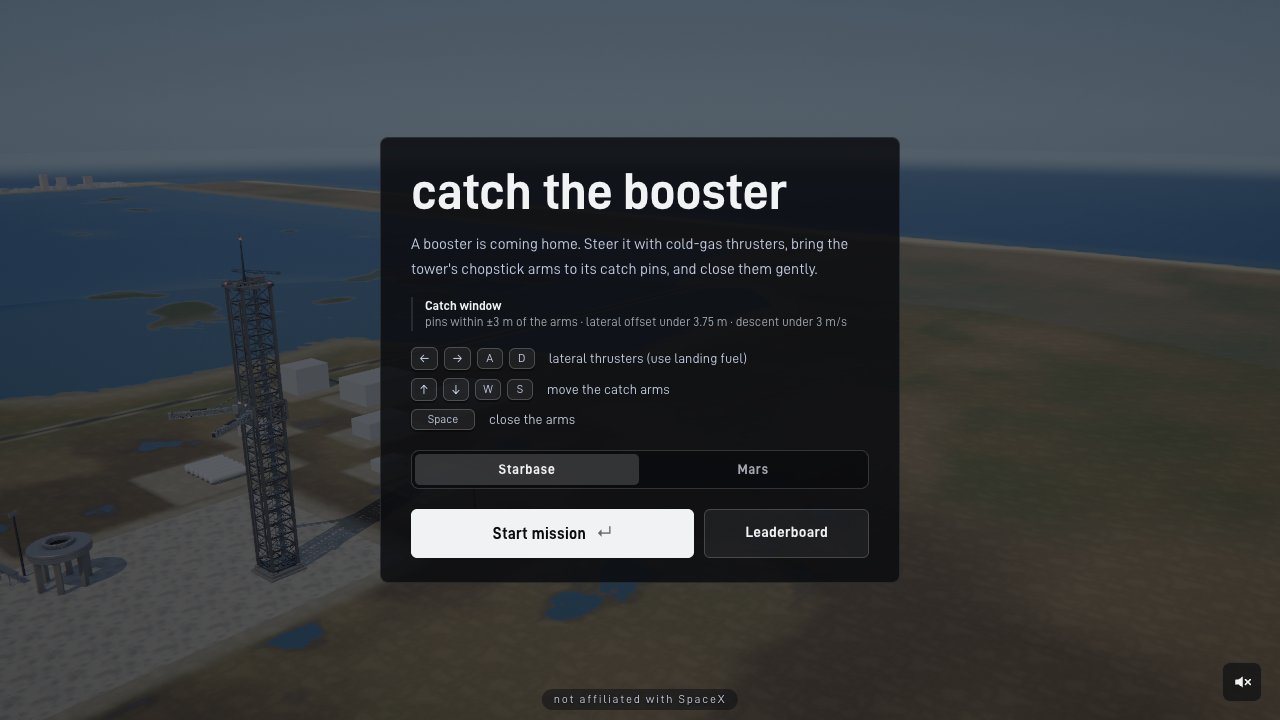 catch the booster
A booster is coming home. Steer it with cold-gas thrusters, bring the
tower's chopstick arms to its catch pins, and close them gently.
Catch window
pins within ±3 m of the arms · lateral offset under 3.75 m · descent under 3 m/s
← → A D lateral thrusters (use landing fuel)
↑ ↓ W S move the catch arms
Space close the arms
Starbase Mars
Start mission ↵ Leaderboard
not affiliated with SpaceX